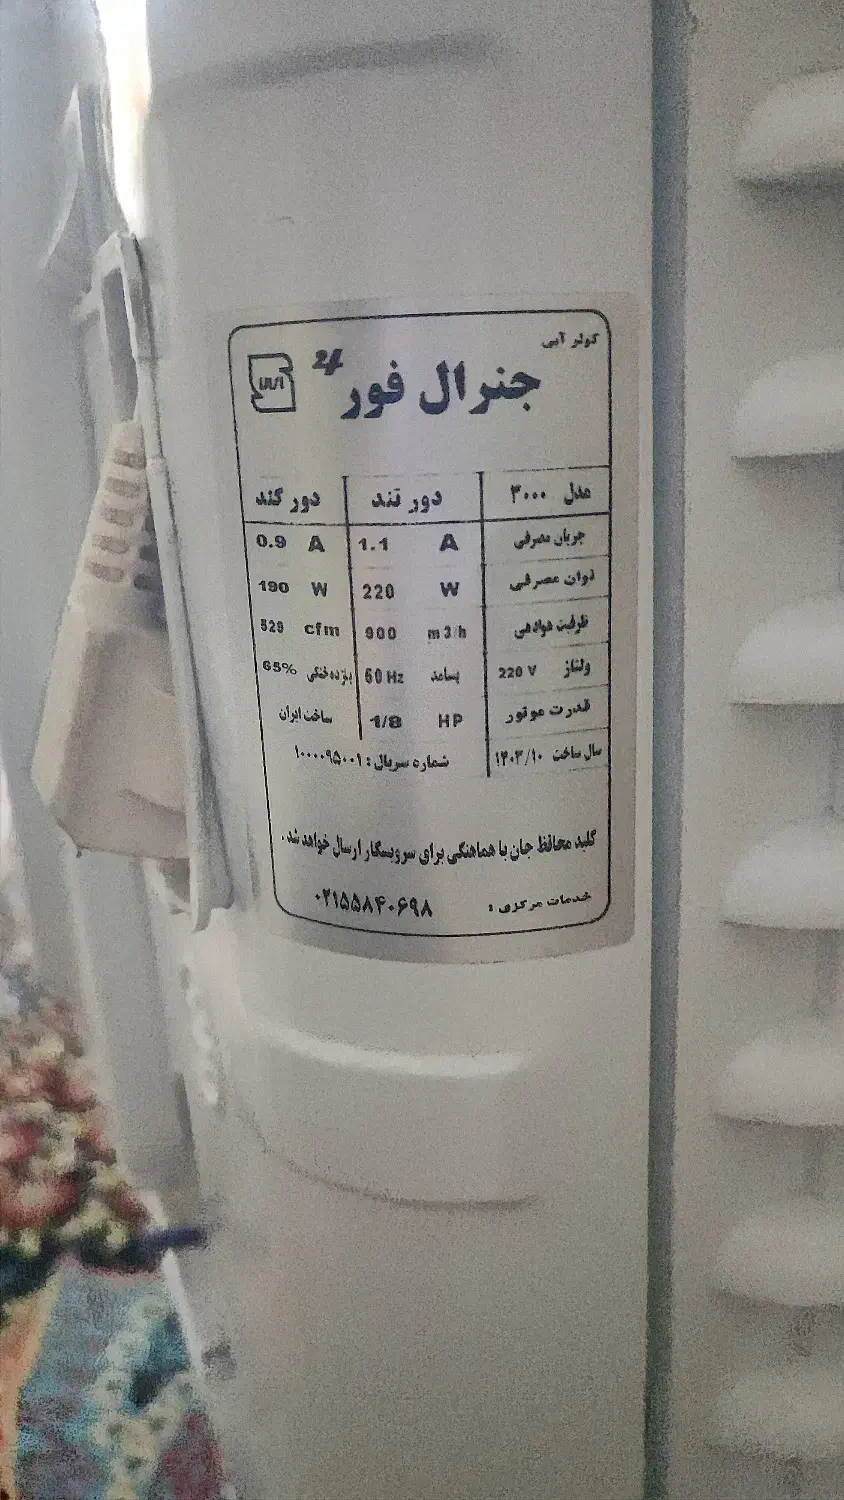 کولر آبی
جنرال فور 4
مدل ۳۰۰۰ دور تند دور کند
جریان مصرفی A 1.1 A 0.9
توان مصرفی W 220 W 190
ظرفیت هوادهی m3/h 900 cfm 529
ولتاژ 220 V بسامد 50 Hz بازده خنکی 65%
قدرت موتور HP 1/8 ساخت ایران
سال ساخت ۱۴۰۳/۱۰ شماره سریال : ۱۰۰۰۰۹۵۰۰۱
کلید محافظ جان با هماهنگی برای سرویسکار ارسال خواهد شد.
خدمات مرکزی : ۰۲۱۵۵۸۴۰۶۹۸